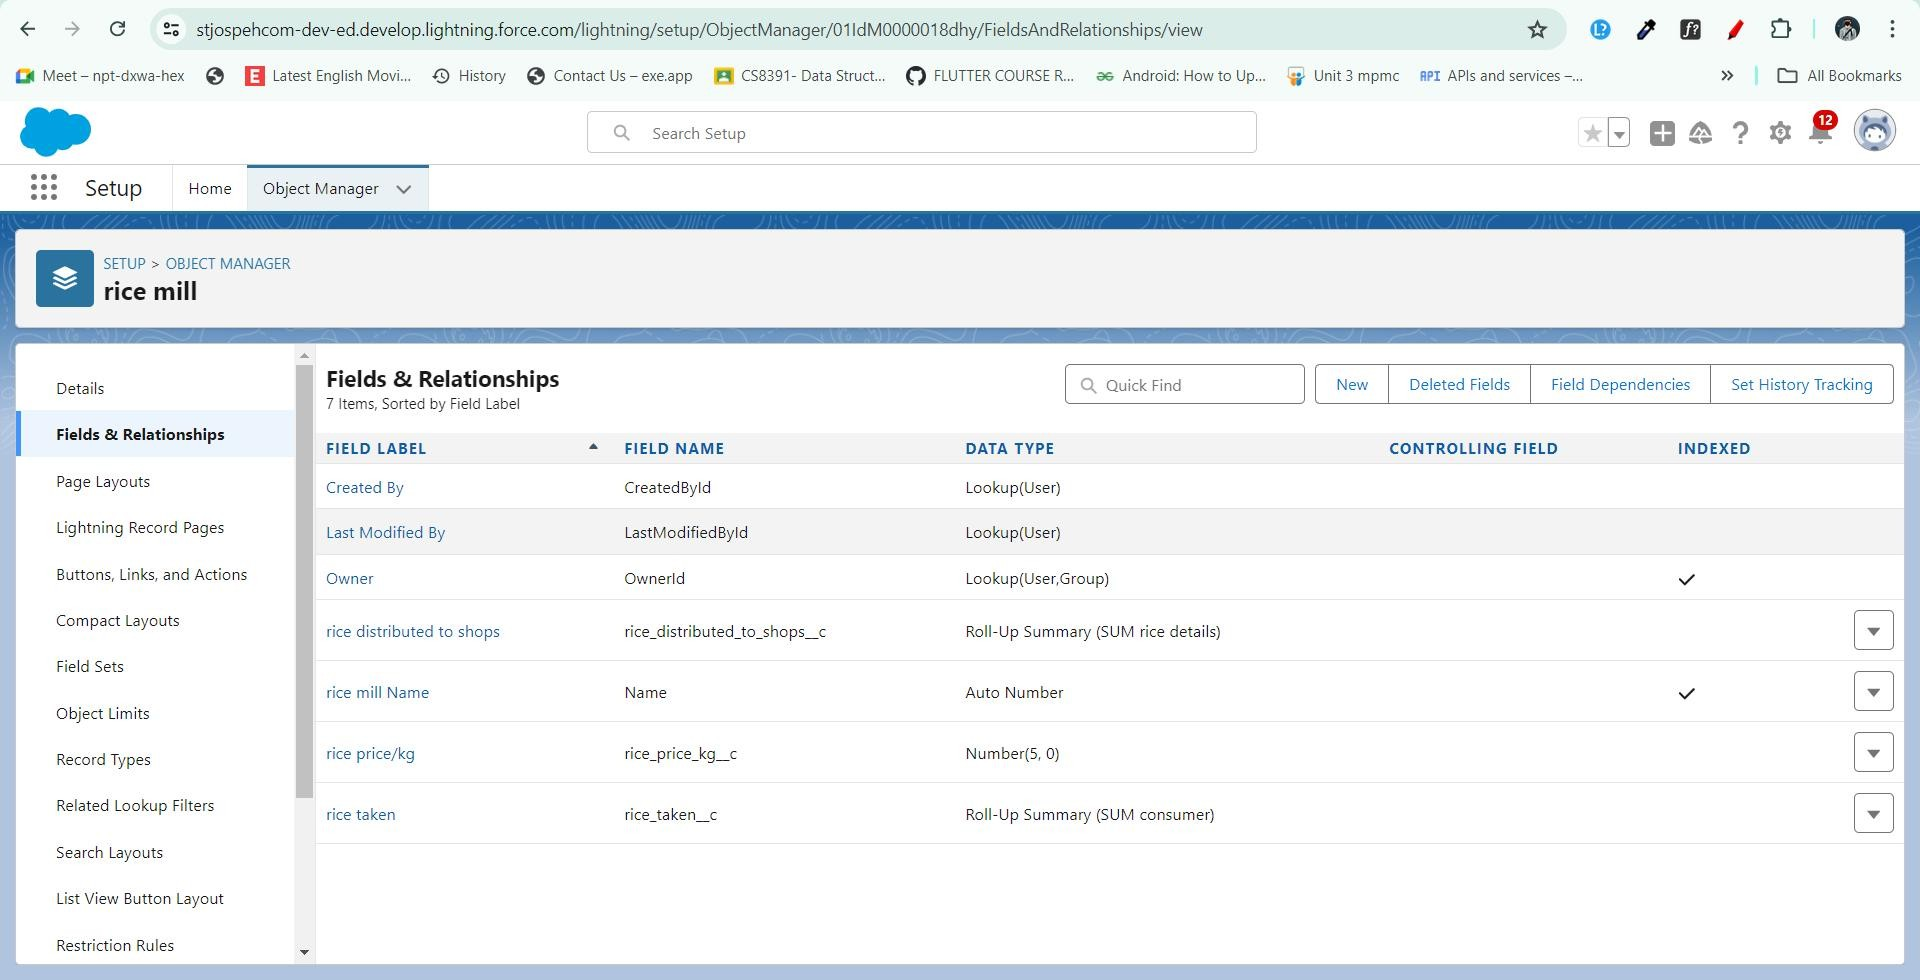 stjospehcom-dev-ed.develop.lightning.force.com/lightning/setup/ObjectManager/01IdM0000018dhy/FieldsAndRelationships/view
Meet – npt-dxwa-hex
Latest English Movi...
History
Contact Us – exe.app
CS8391- Data Struct...
FLUTTER COURSE R...
Android: How to Up...
Unit 3 mpmc
API APIs and services –...
»
All Bookmarks
Search Setup
12
Setup
Home
Object Manager
SETUP > OBJECT MANAGER
rice mill
Details
Fields & Relationships
Page Layouts
Lightning Record Pages
Buttons, Links, and Actions
Compact Layouts
Field Sets
Object Limits
Record Types
Related Lookup Filters
Search Layouts
List View Button Layout
Restriction Rules
Fields & Relationships
7 Items, Sorted by Field Label
Quick Find
New
Deleted Fields
Field Dependencies
Set History Tracking
FIELD LABEL FIELD NAME DATA TYPE CONTROLLING FIELD INDEXED
Created By CreatedById Lookup(User)
Last Modified By LastModifiedById Lookup(User)
Owner OwnerId Lookup(User,Group)
rice distributed to shops rice_distributed_to_shops__c Roll-Up Summary (SUM rice details)
rice mill Name Name Auto Number
rice price/kg rice_price_kg__c Number(5, 0)
rice taken rice_taken__c Roll-Up Summary (SUM consumer)